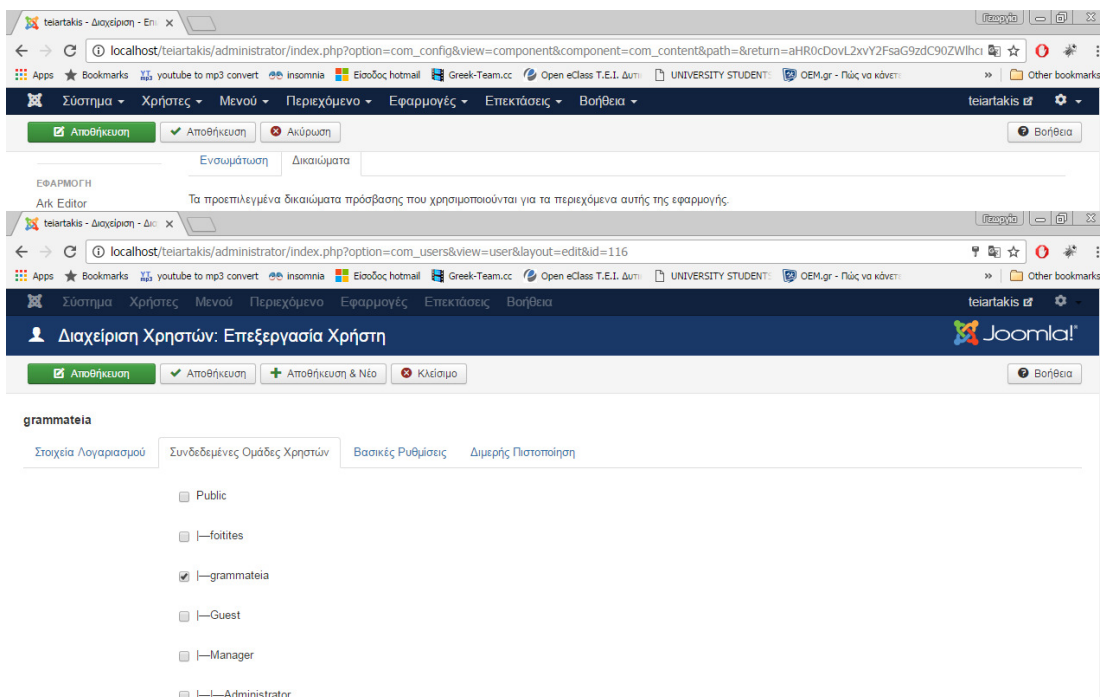 teiartakis - Διαχείριση - Επι
Γεωργία
localhost/teiartakis/administrator/index.php?option=com_config&view=component&component=com_content&path=&return=
Apps Bookmarks youtube to mp3 convert insomnia Είσοδος hotmail Greek-Team.cc Open eClass Τ.Ε.Ι. Δυτι UNIVERSITY STUDENT OEM.gr - Πώς να κάνετε » Other bookmarks
Σύστημα Χρήστες Μενού Περιεχόμενο Εφαρμογές Επεκτάσεις Βοήθεια teiartakis
Αποθήκευση Αποθήκευση Ακύρωση Βοήθεια
Ενσωμάτωση Δικαιώματα
ΕΦΑΡΜΟΓΗ
Ark Editor
Τα προεπιλεγμένα δικαιώματα πρόσβασης που χρησιμοποιούνται για τα περιεχόμενα αυτής της εφαρμογής.
teiartakis - Διαχείριση - Δια
Γεωργία
localhost/teiartakis/administrator/index.php?option=com_users&view=user&layout=edit&id=116
Apps Bookmarks youtube to mp3 convert insomnia Είσοδος hotmail Greek-Team.cc Open eClass Τ.Ε.Ι. Δυτι UNIVERSITY STUDENT OEM.gr - Πώς να κάνετε » Other bookmarks
Σύστημα Χρήστες Μενού Περιεχόμενο Εφαρμογές Επεκτάσεις Βοήθεια teiartakis
Διαχείριση Χρηστών: Επεξεργασία Χρήστη Joomla!
Αποθήκευση Αποθήκευση Αποθήκευση & Νέο Κλείσιμο Βοήθεια
grammateia
Στοιχεία Λογαριασμού Συνδεδεμένες Ομάδες Χρηστών Βασικές Ρυθμίσεις Διμερής Πιστοποίηση
Public
|—foitites
|—grammateia
|—Guest
|—Manager
|—|—Administrator